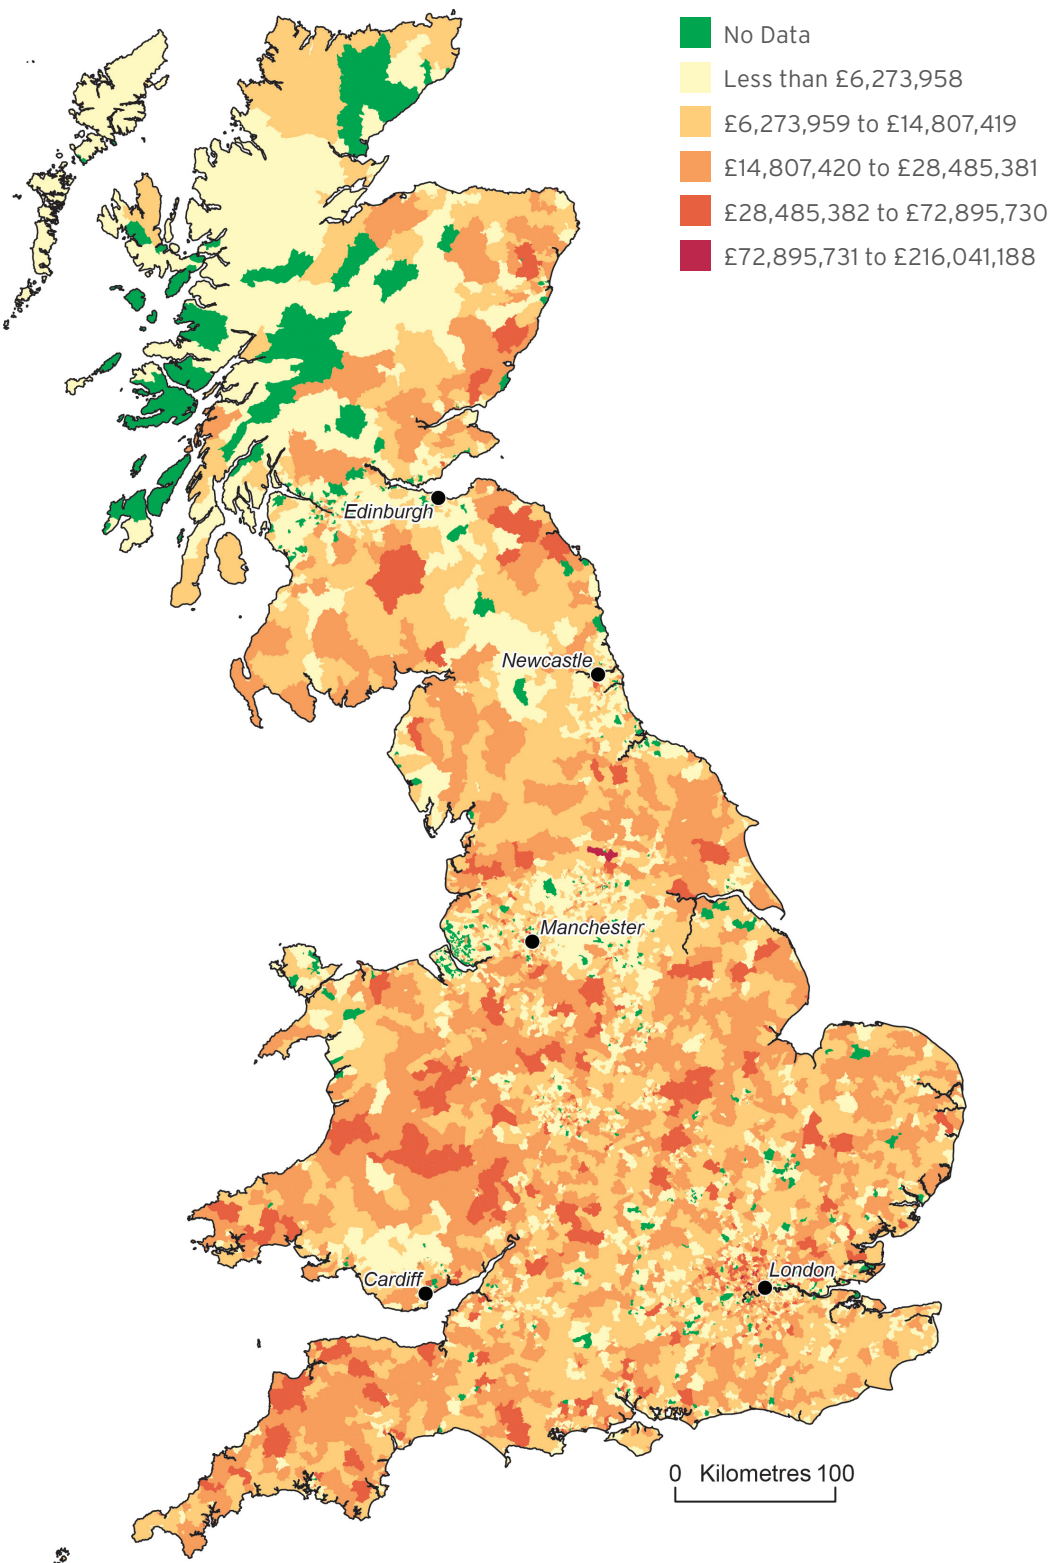 No Data
Less than £6,273,958
£6,273,959 to £14,807,419
£14,807,420 to £28,485,381
£28,485,382 to £72,895,730
£72,895,731 to £216,041,188
Edinburgh
Newcastle
Manchester
London
Cardiff
0 Kilometres 100